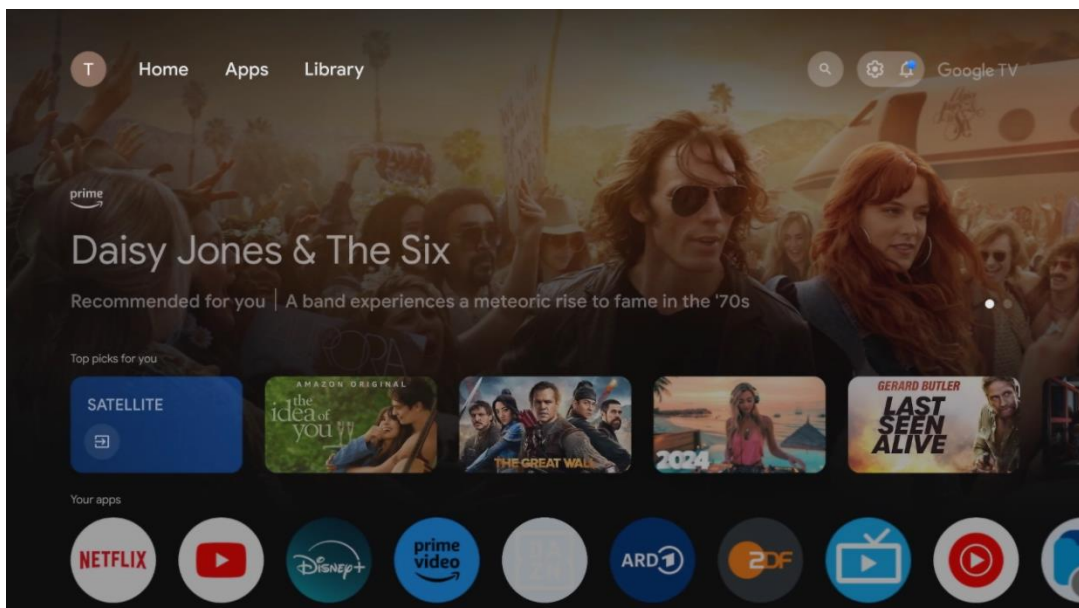 T
Home
Apps
Library
Google TV
prime
Daisy Jones & The Six
Recommended for you | A band experiences a meteoric rise to fame in the '70s
Top picks for you
SATELLITE
AMAZON ORIGINAL
the
idea of
you
THE GREAT WALL
2024
GERARD BUTLER
LAST
SEEN
ALIVE
Your apps
NETFLIX
Disney+
prime
video
ARD 1
ZDF